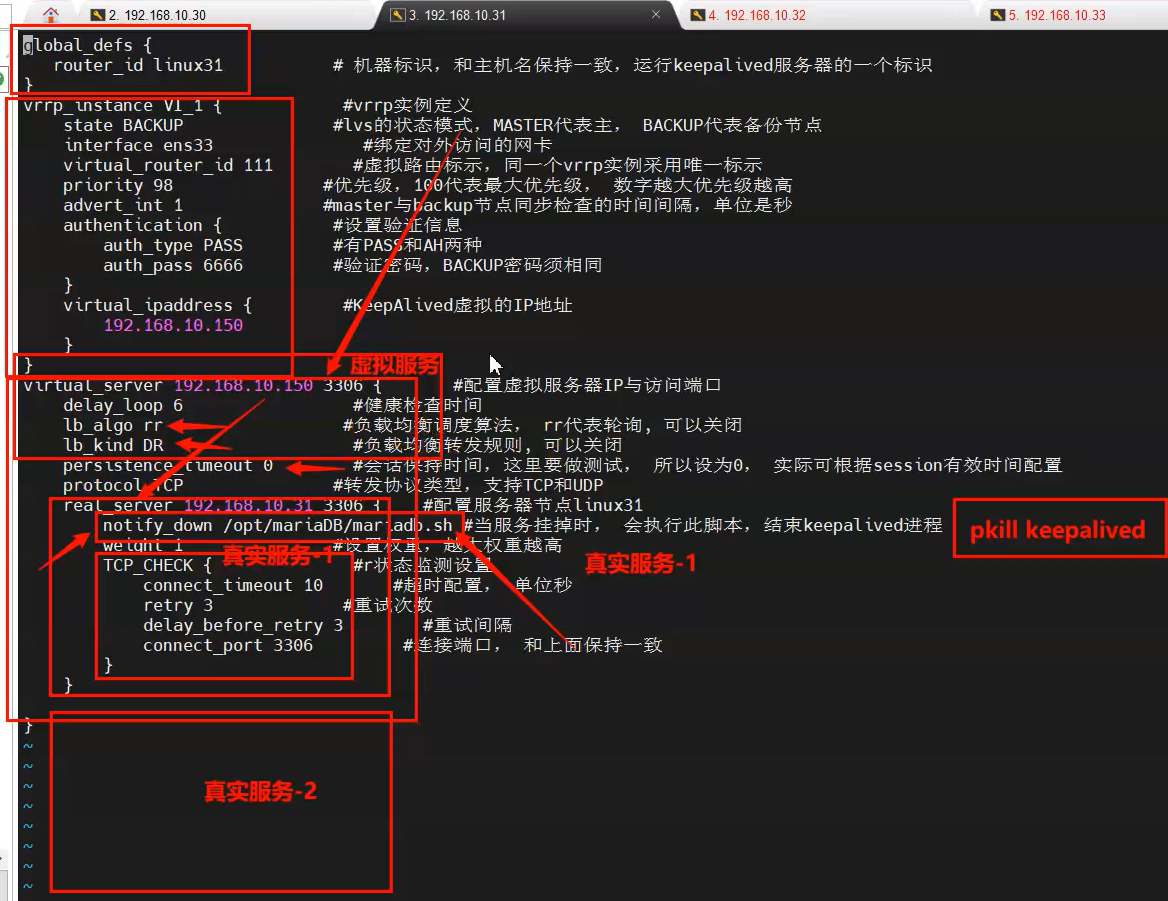 2. 192.168.10.30
3. 192.168.10.31
4. 192.168.10.32
5. 192.168.10.33
global_defs {
router_id linux31 # 机器标识，和主机名保持一致，运行keepalived服务器的一个标识
}
vrrp_instance VI_1 { #vrrp实例定义
state BACKUP #lvs的状态模式，MASTER代表主， BACKUP代表备份节点
interface ens33 #绑定对外访问的网卡
virtual_router_id 111 #虚拟路由标示，同一个vrrp实例采用唯一标示
priority 98 #优先级，100代表最大优先级， 数字越大优先级越高
advert_int 1 #master与backup节点同步检查的时间间隔，单位是秒
authentication { #设置验证信息
auth_type PASS #有PASS和AH两种
auth_pass 6666 #验证密码，BACKUP密码须相同
}
virtual_ipaddress { #KeepAlived虚拟的IP地址
192.168.10.150
}
}
虚拟服务
virtual_server 192.168.10.150 3306 { #配置虚拟服务器IP与访问端口
delay_loop 6 #健康检查时间
lb_algo rr #负载均衡调度算法， rr代表轮询, 可以关闭
lb_kind DR #负载均衡转发规则, 可以关闭
persistence_timeout 0 #会话保持时间，这里要做测试， 所以设为0， 实际可根据session有效时间配置
protocol TCP #转发协议类型，支持TCP和UDP
real_server 192.168.10.31 3306 { #配置服务器节点linux31
notify_down /opt/mariaDB/mariadb.sh #当服务挂掉时， 会执行此脚本，结束keepalived进程
pkill keepalived
weight 1 #设置权重，越大权重越高
真实服务-1
真实服务-1
TCP_CHECK { #r状态监测设置
connect_timeout 10 #超时配置， 单位秒
retry 3 #重试次数
delay_before_retry 3 #重试间隔
connect_port 3306 #连接端口， 和上面保持一致
}
}
}
~
~
~
真实服务-2
~
~
~
~
~